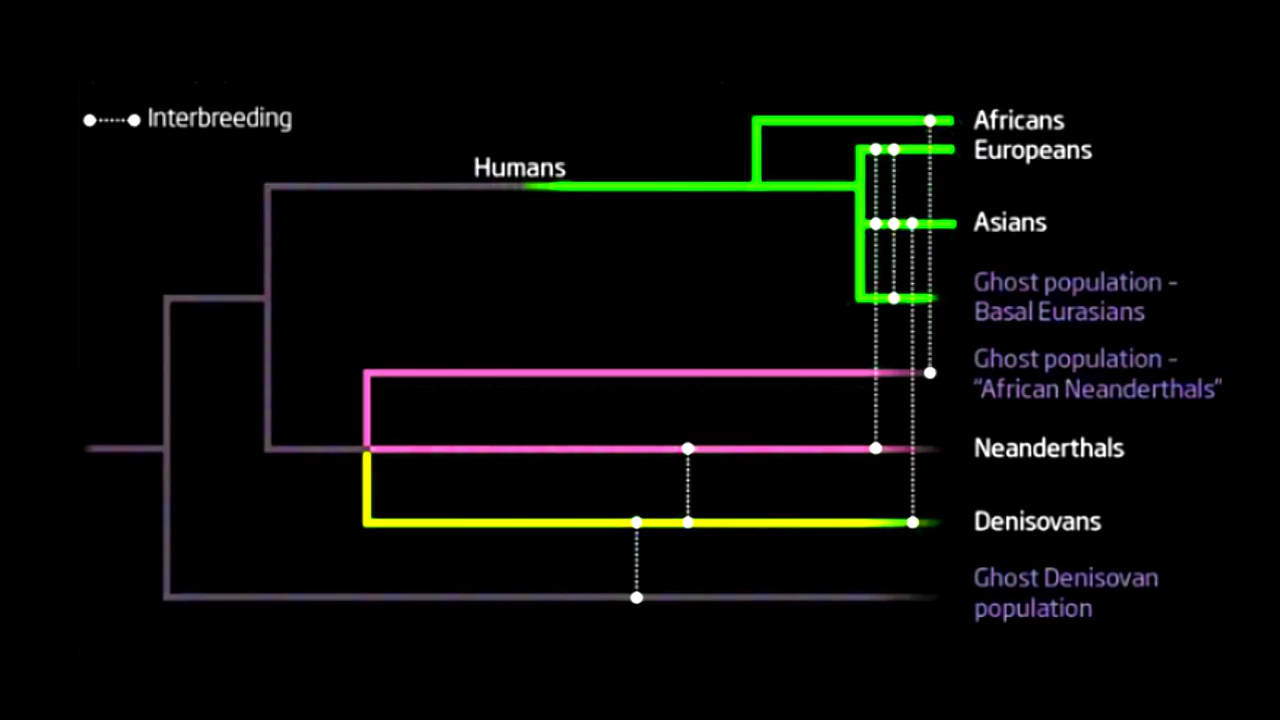 Interbreeding
Africans
Europeans
Humans
Asians
Ghost population -
Basal Eurasians
Ghost population -
“African Neanderthals”
Neanderthals
Denisovans
Ghost Denisovan
population